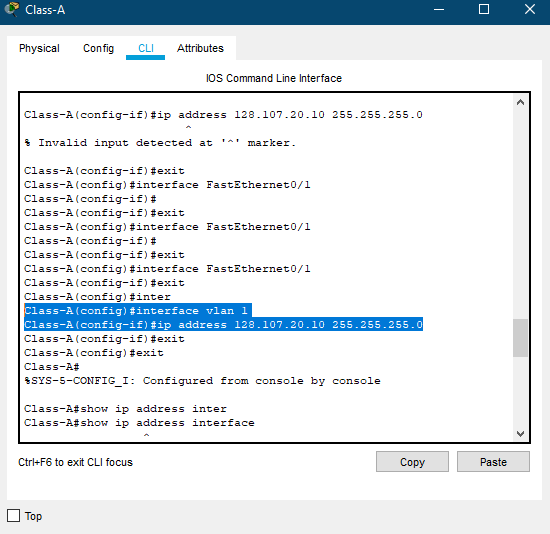 Class-A
Physical Config CLI Attributes
IOS Command Line Interface
Class-A(config-if)#ip address 128.107.20.10 255.255.255.0
^
% Invalid input detected at '^' marker.
Class-A(config-if)#exit
Class-A(config)#interface FastEthernet0/1
Class-A(config-if)#
Class-A(config-if)#exit
Class-A(config)#interface FastEthernet0/1
Class-A(config-if)#
Class-A(config-if)#exit
Class-A(config)#interface FastEthernet0/1
Class-A(config-if)#exit
Class-A(config)#inter
Class-A(config)#interface vlan 1
Class-A(config-if)#ip address 128.107.20.10 255.255.255.0
Class-A(config-if)#exit
Class-A(config)#exit
Class-A#
%SYS-5-CONFIG_I: Configured from console by console
Class-A#show ip address inter
Class-A#show ip address interface
^
Ctrl+F6 to exit CLI focus
Copy Paste
Top